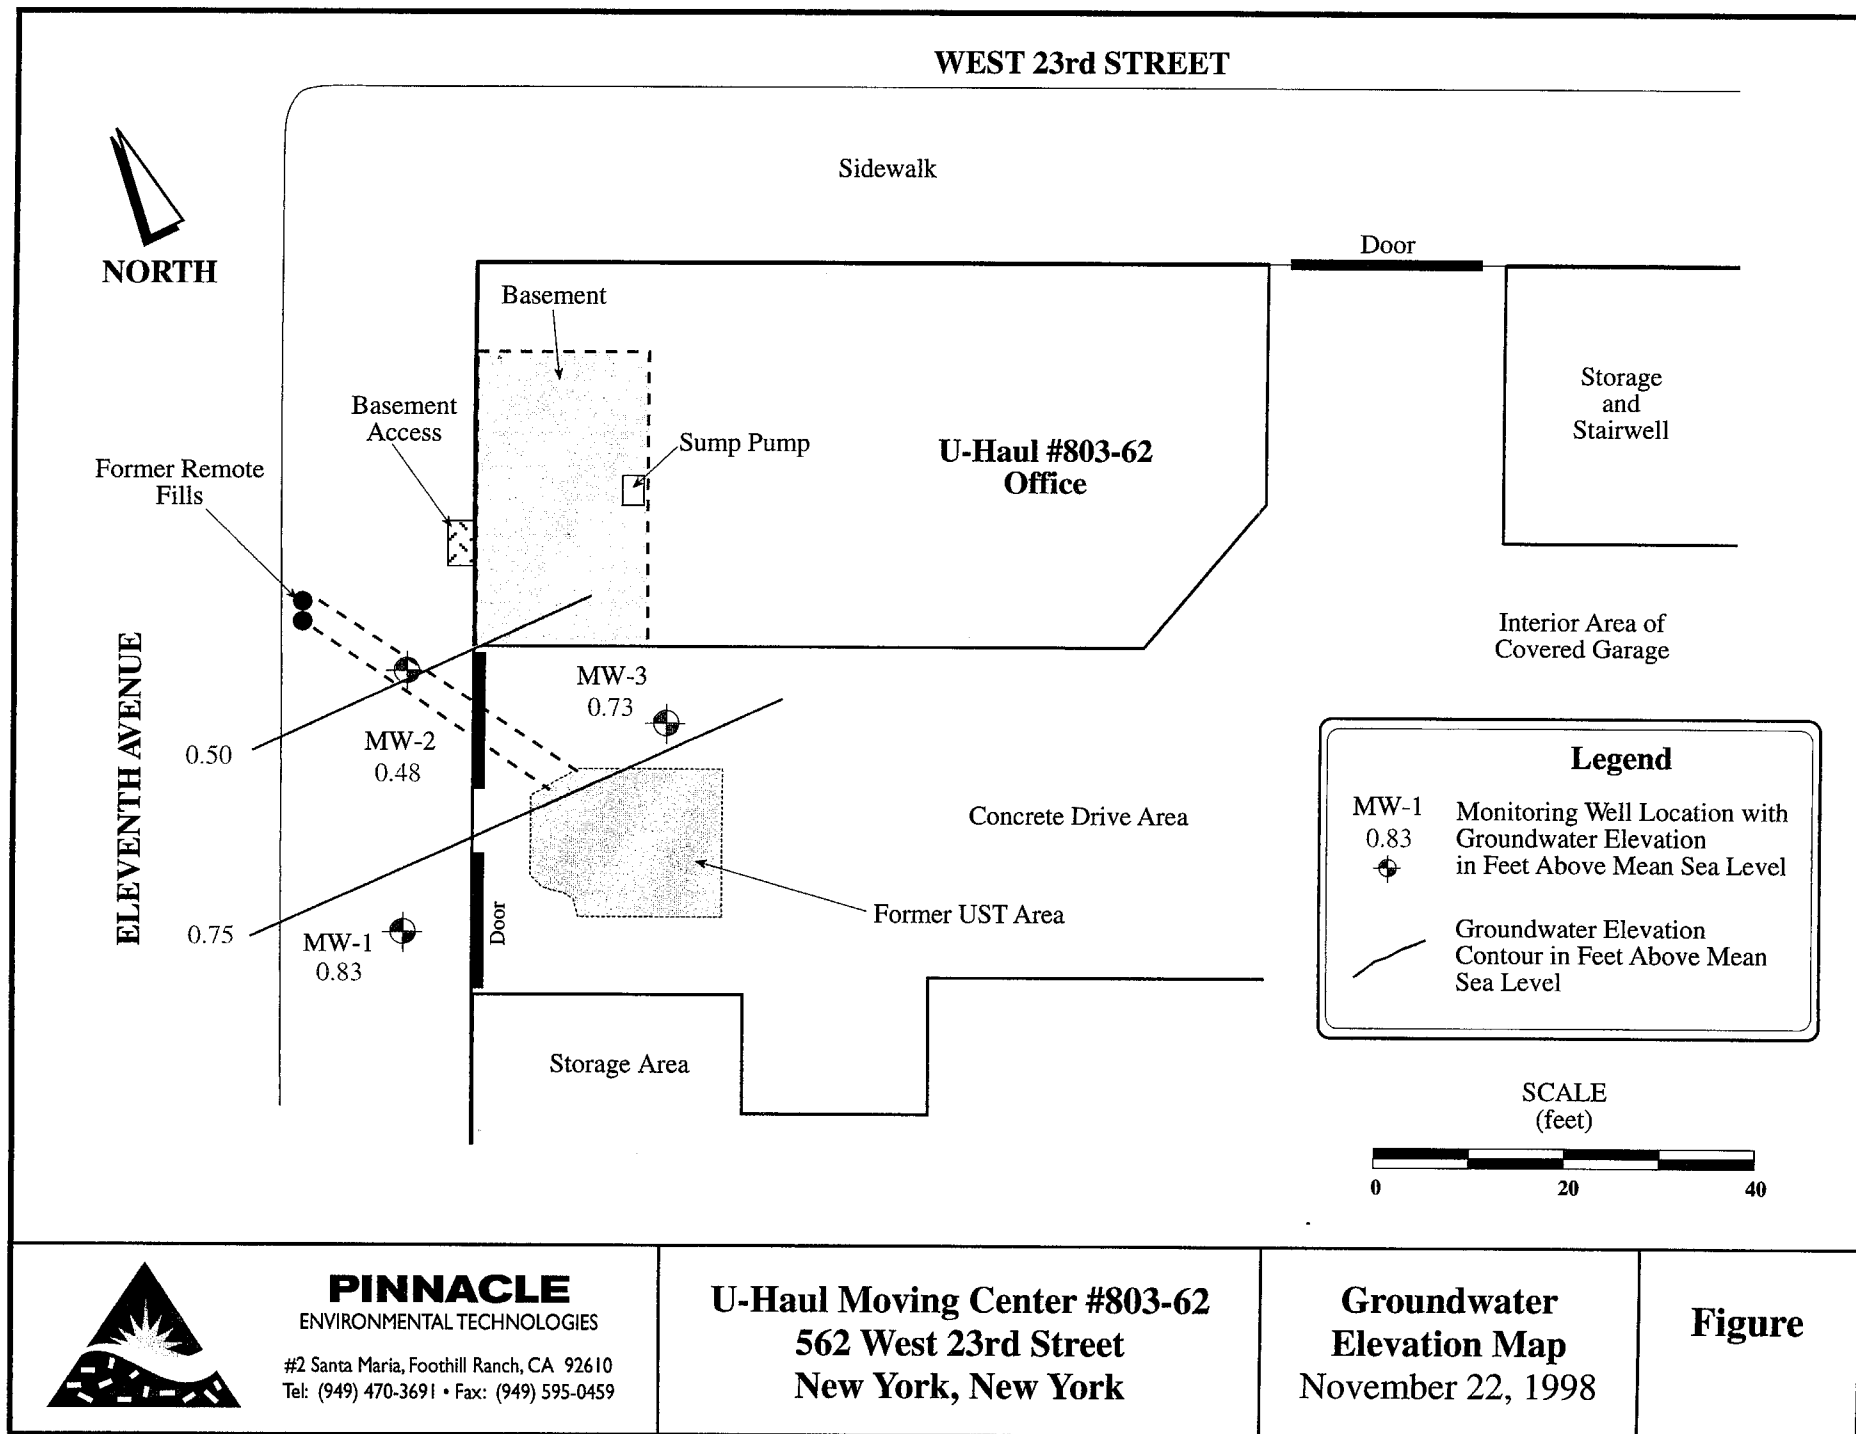 WEST 23rd STREET
Sidewalk
NORTH
Door
Basement
Storage
and
Stairwell
Basement
Access
Sump Pump
U-Haul #803-62
Office
Former Remote
Fills
Interior Area of
Covered Garage
ELEVENTH AVENUE
MW-3
0.73
0.50
MW-2
0.48
Concrete Drive Area
Former UST Area
Door
0.75
MW-1
0.83
Storage Area
Legend
MW-1
0.83
Monitoring Well Location with
Groundwater Elevation
in Feet Above Mean Sea Level
Groundwater Elevation
Contour in Feet Above Mean
Sea Level
SCALE
(feet)
0 20 40
PINNACLE
ENVIRONMENTAL TECHNOLOGIES
#2 Santa Maria, Foothill Ranch, CA 92610
Tel: (949) 470-3691 • Fax: (949) 595-0459
U-Haul Moving Center #803-62
562 West 23rd Street
New York, New York
Groundwater
Elevation Map
November 22, 1998
Figure